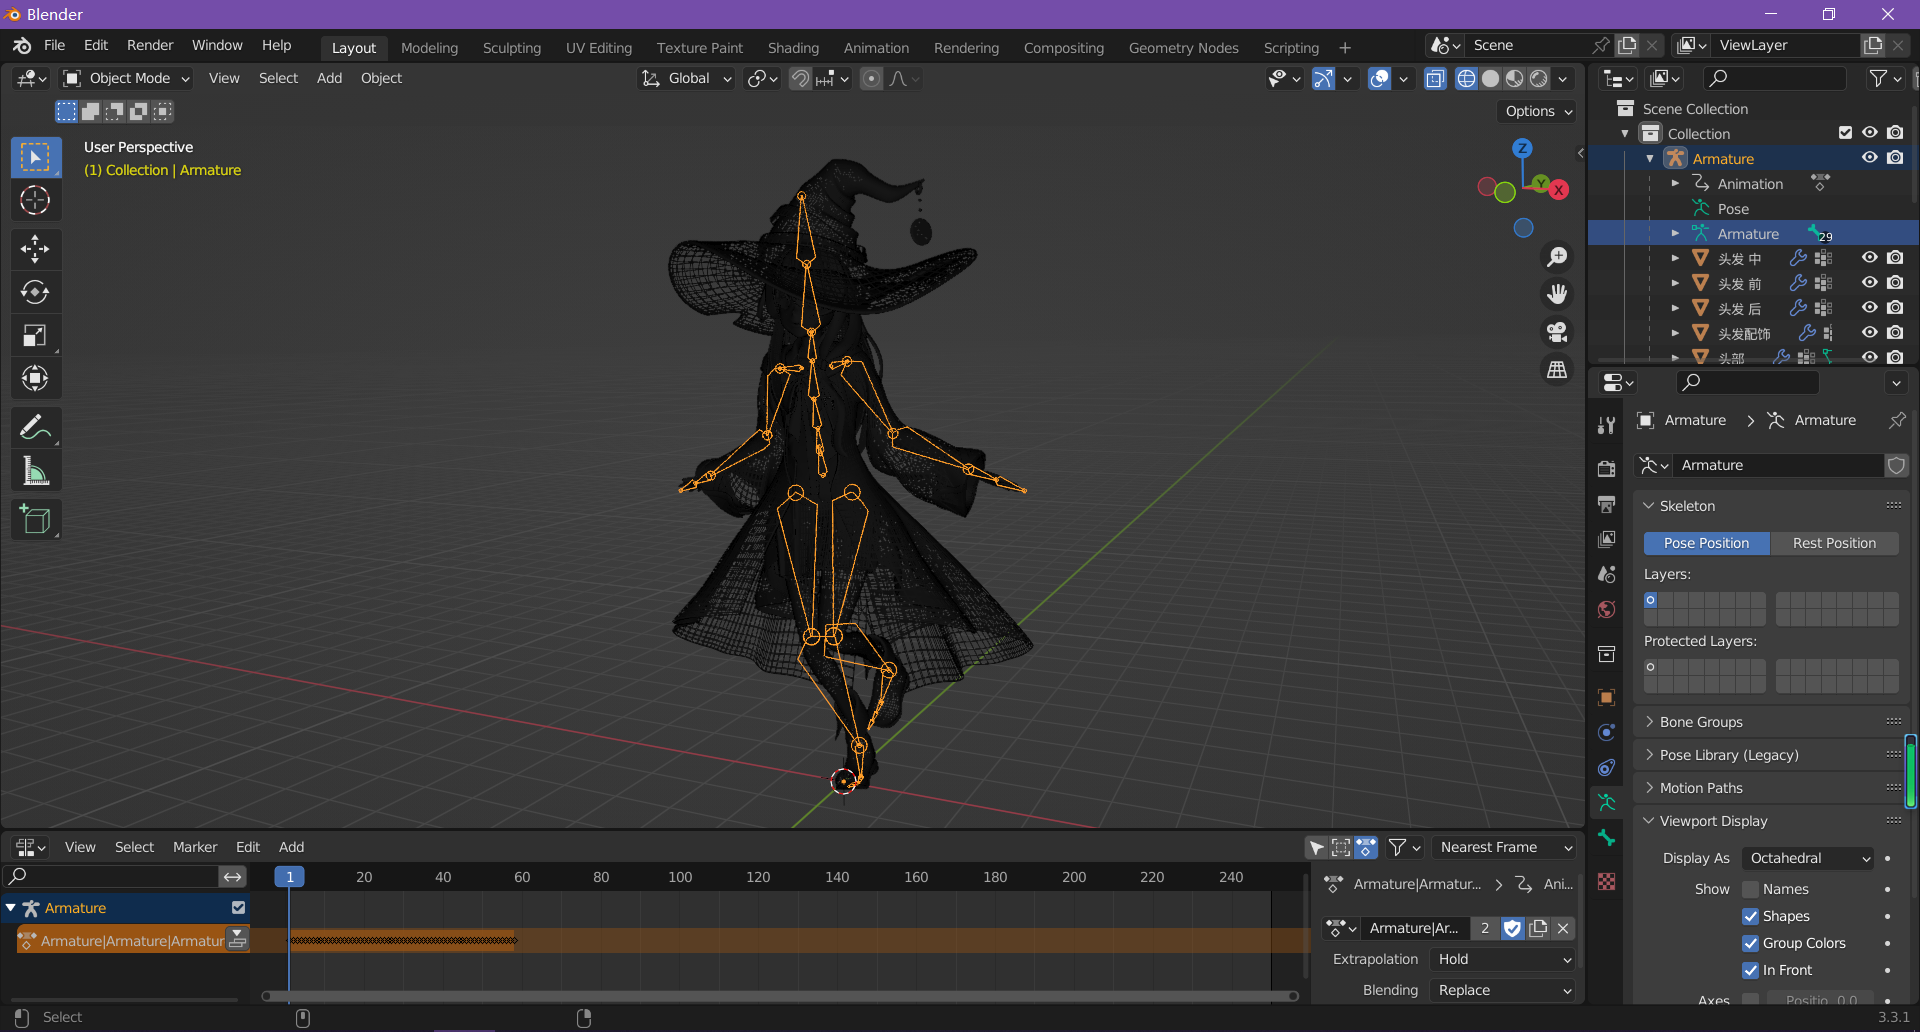 Blender
File Edit Render Window Help Layout Modeling Sculpting UV Editing Texture Paint Shading Animation Rendering Compositing Geometry Nodes Scripting + Scene ViewLayer
Object Mode View Select Add Object Global
Options
User Perspective
(1) Collection | Armature
Z
Y
X
Scene Collection
Collection
Armature
Animation
Pose
Armature 29
头发 中
头发 前
头发 后
头发配饰
头部
Armature > Armature
Armature
Skeleton
Pose Position Rest Position
Layers:
Protected Layers:
Bone Groups
Pose Library (Legacy)
Motion Paths
Viewport Display
Display As Octahedral
Show Names
Shapes
Group Colors
In Front
Axes Positio 0.0
View Select Marker Edit Add Nearest Frame
1 20 40 60 80 100 120 140 160 180 200 220 240
Armature
Armature|Armature|Armatur
Armature|Armatur... > Ani...
Armature|Ar... 2
Extrapolation Hold
Blending Replace
Select
3.3.1